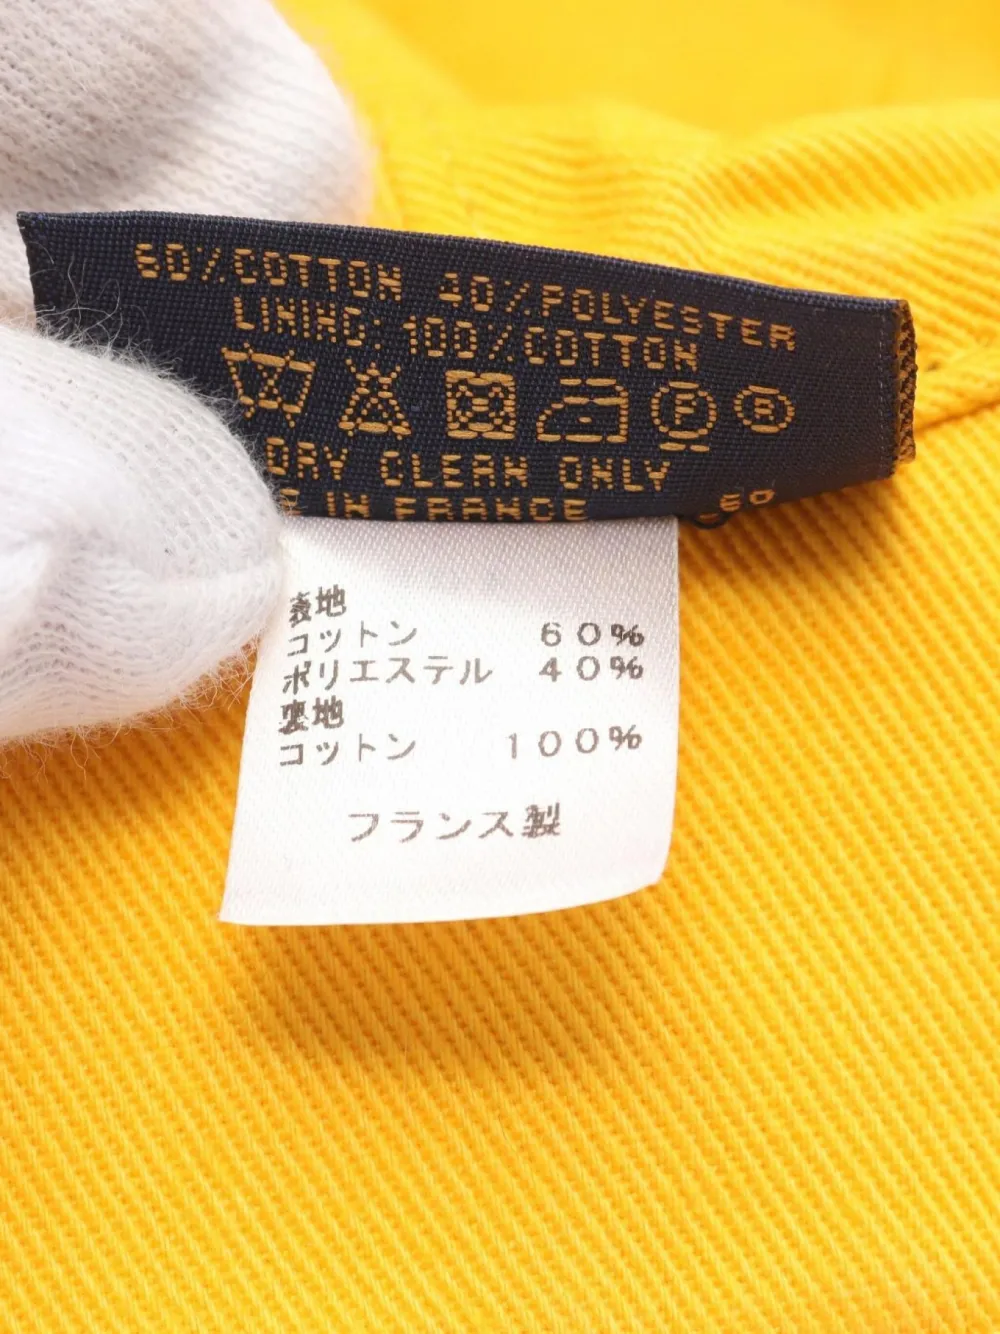 60%COTTON 40%POLYESTER
LINING: 100%COTTON
F R
DRY CLEAN ONLY
IN FRANCE
表地
コットン 60%
ポリエステル 40%
裏地
コットン 100%
フランス製